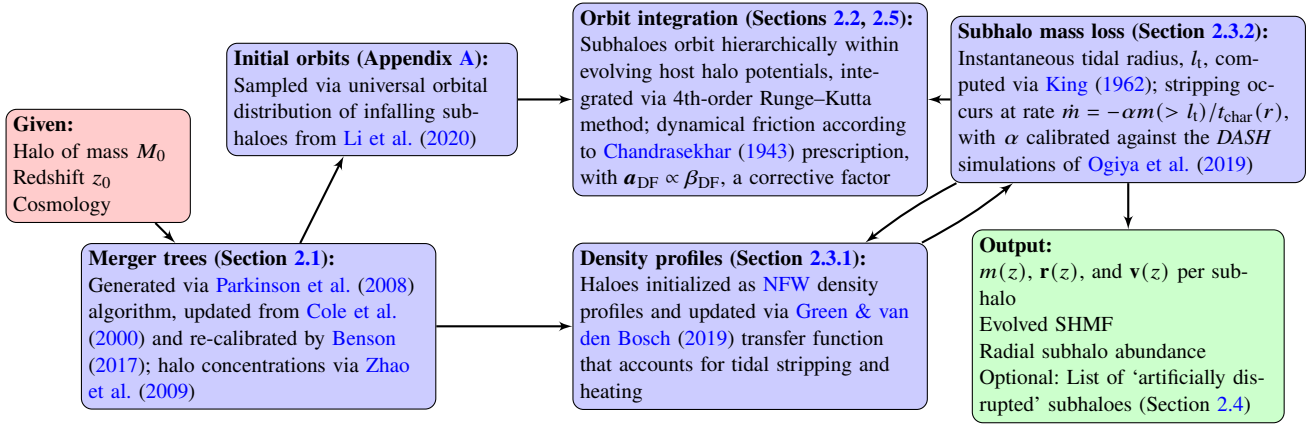 Given:
Halo of mass M₀
Redshift z₀
Cosmology
Initial orbits (Appendix A):
Sampled via universal orbital
distribution of infalling sub-
haloes from Li et al. (2020)
Merger trees (Section 2.1):
Generated via Parkinson et al. (2008)
algorithm, updated from Cole et al.
(2000) and re-calibrated by Benson
(2017); halo concentrations via Zhao
et al. (2009)
Orbit integration (Sections 2.2, 2.5):
Subhaloes orbit hierarchically within
evolving host halo potentials, inte-
grated via 4th-order Runge–Kutta
method; dynamical friction according
to Chandrasekhar (1943) prescription,
with a_DF ∝ β_DF, a corrective factor
Density profiles (Section 2.3.1):
Haloes initialized as NFW density
profiles and updated via Green & van
den Bosch (2019) transfer function
that accounts for tidal stripping and
heating
Subhalo mass loss (Section 2.3.2):
Instantaneous tidal radius, l_t, com-
puted via King (1962); stripping oc-
curs at rate ṁ = −αm(> l_t)/t_char(r),
with α calibrated against the DASH
simulations of Ogiya et al. (2019)
Output:
m(z), r(z), and v(z) per sub-
halo
Evolved SHMF
Radial subhalo abundance
Optional: List of ‘artificially dis-
rupted’ subhaloes (Section 2.4)